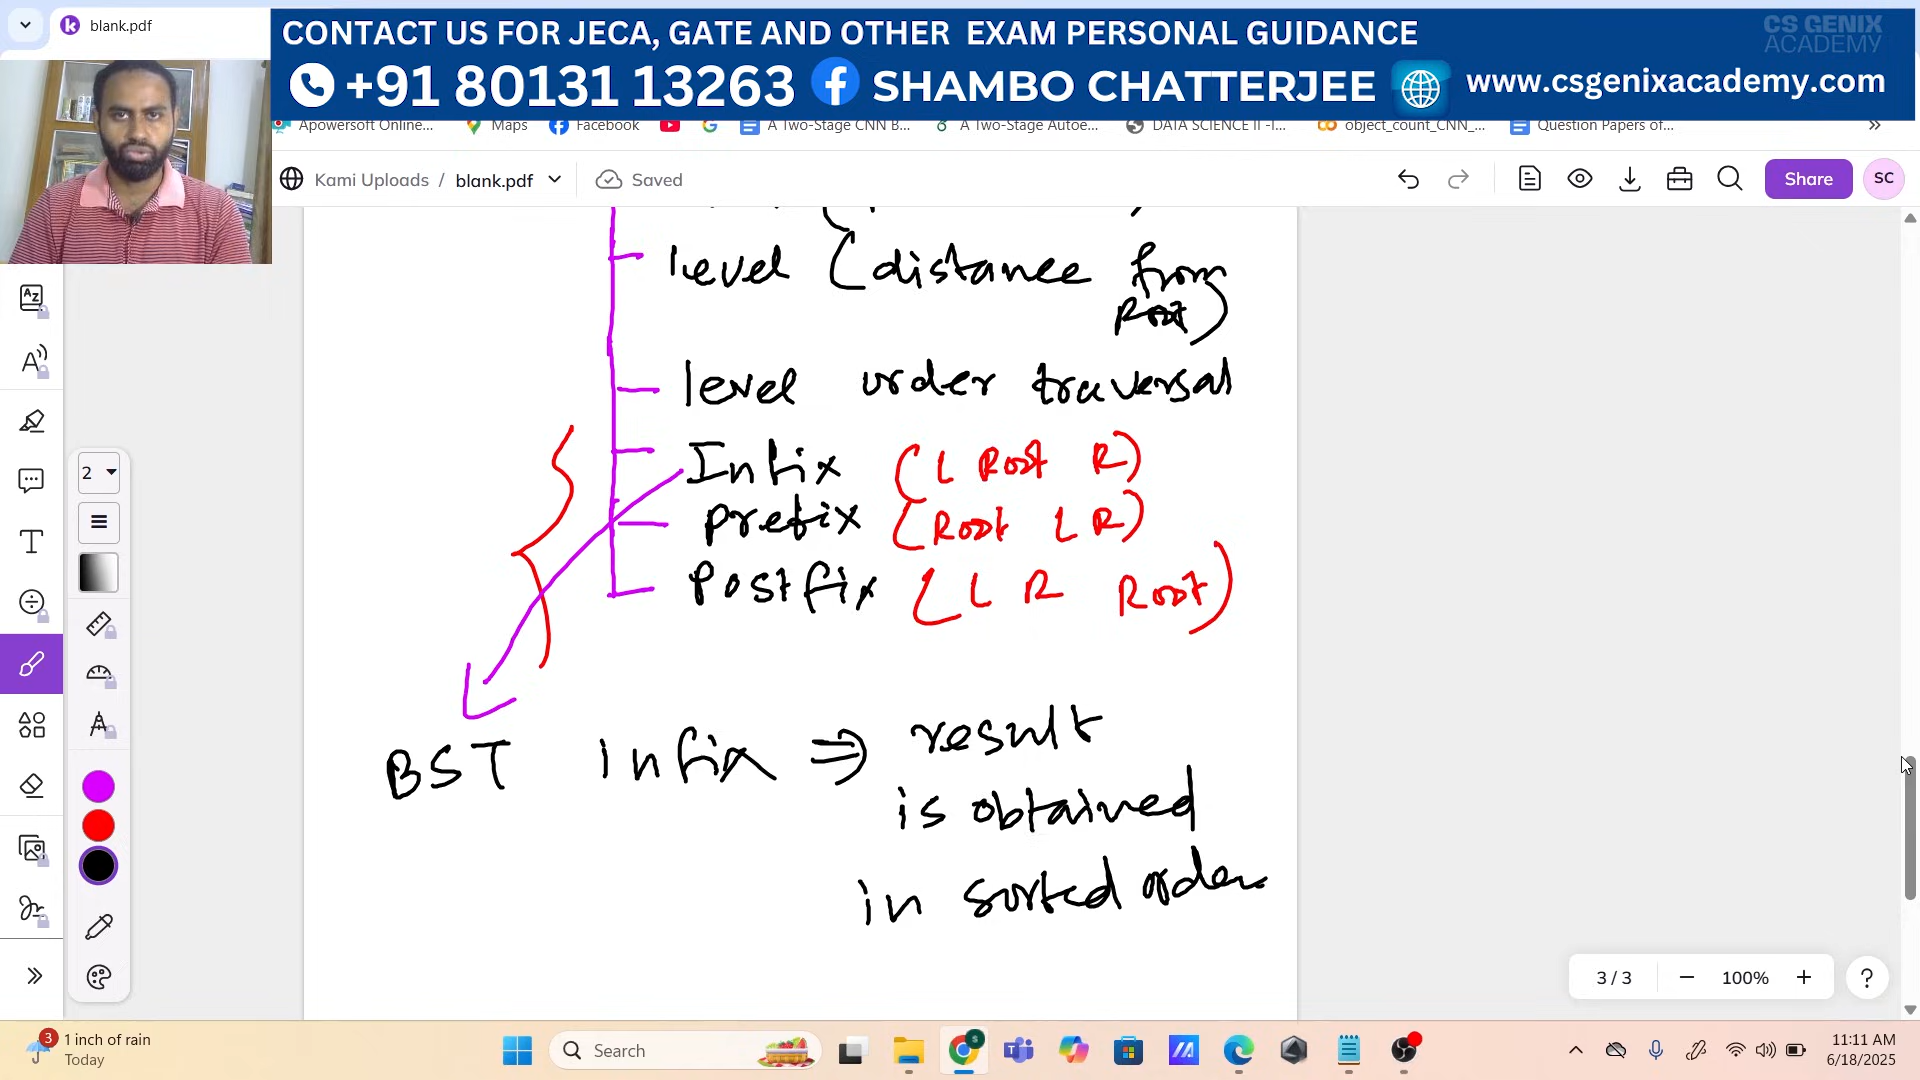 blank.pdf
CONTACT US FOR JECA, GATE AND OTHER EXAM PERSONAL GUIDANCE
CS GENIX
ACADEMY
+91 80131 13263 SHAMBO CHATTERJEE www.csgenixacademy.com
Apowersoft Online... Maps Facebook A Two-Stage CNN B... A Two-Stage Autoe... DATA SCIENCE II -I... object_count_CNN_... Question Papers of...
Kami Uploads / blank.pdf Saved Share SC
level (distance from
Root)
level order traversal
Infix (L Root R)
prefix (Root L R)
Postfix (L R Root)
BST infix ⇒ result
is obtained
in sorted order
2
3/3 − 100% + ?
3 1 inch of rain
Today
Search
11:11 AM
6/18/2025